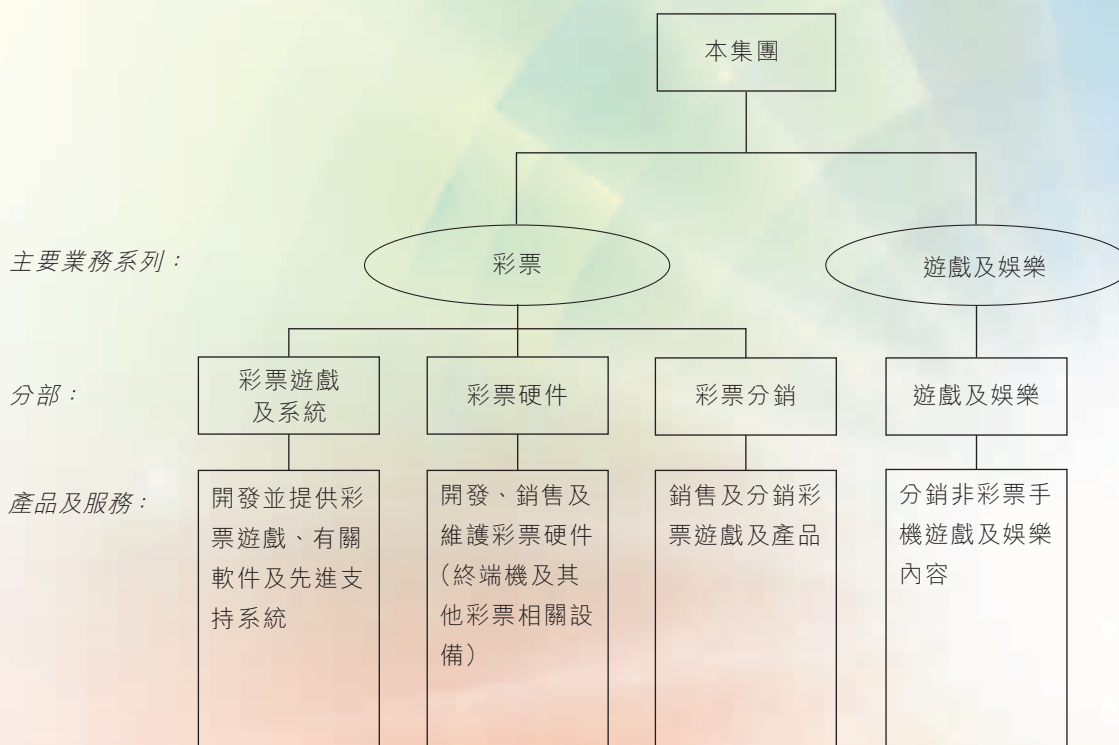 本集團
主要業務系列：
彩票
遊戲及娛樂
分部：
彩票遊戲
及系統
彩票硬件
彩票分銷
遊戲及娛樂
產品及服務：
開發並提供彩
票遊戲、有關
軟件及先進支
持系統
開發、銷售及
維護彩票硬件
（終端機及其
他彩票相關設
備）
銷售及分銷彩
票遊戲及產品
分銷非彩票手
機遊戲及娛樂
內容